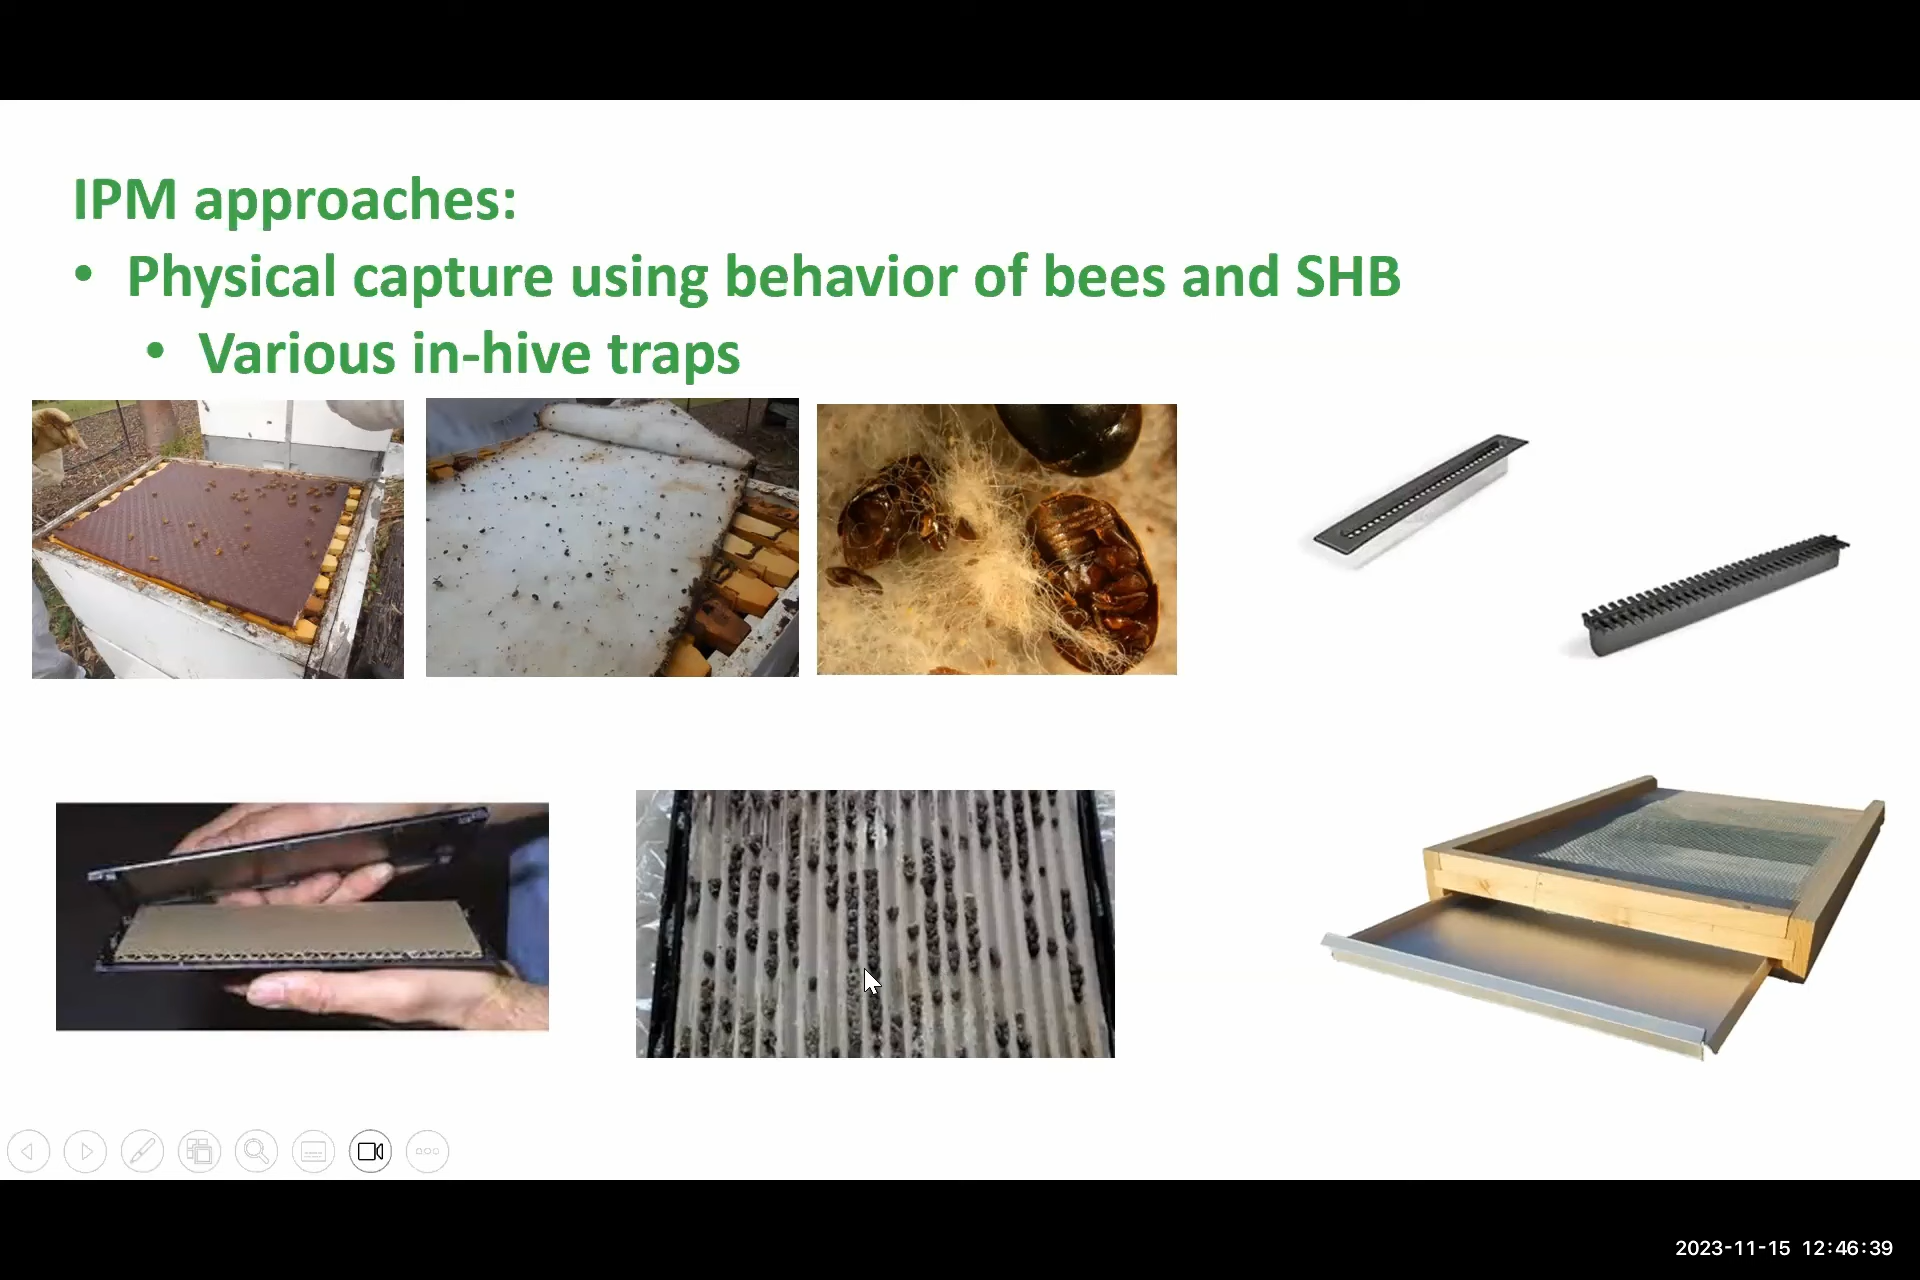 IPM approaches:
• Physical capture using behavior of bees and SHB
• Various in-hive traps
2023-11-15 12:46:39